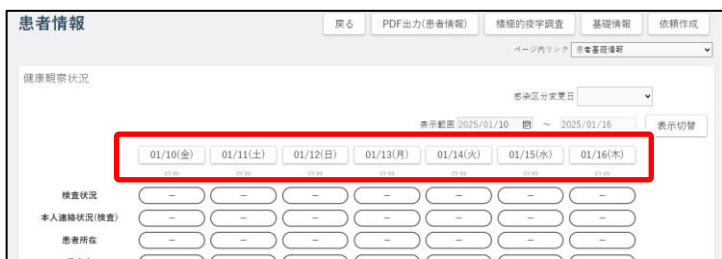 患者情報
戻る PDF出力(患者情報) 積極的疫学調査 基礎情報 依頼作成
ページ内リンク 患者基礎情報
健康観察状況
感染区分変更日
表示範囲 2025/01/10 ~ 2025/01/16 表示切替
01/10(金) 01/11(土) 01/12(日) 01/13(月) 01/14(火) 01/15(水) 01/16(木)
検査状況 － － － － － － －
本人連絡状況(検査) － － － － － － －
患者所在 － － － － － － －